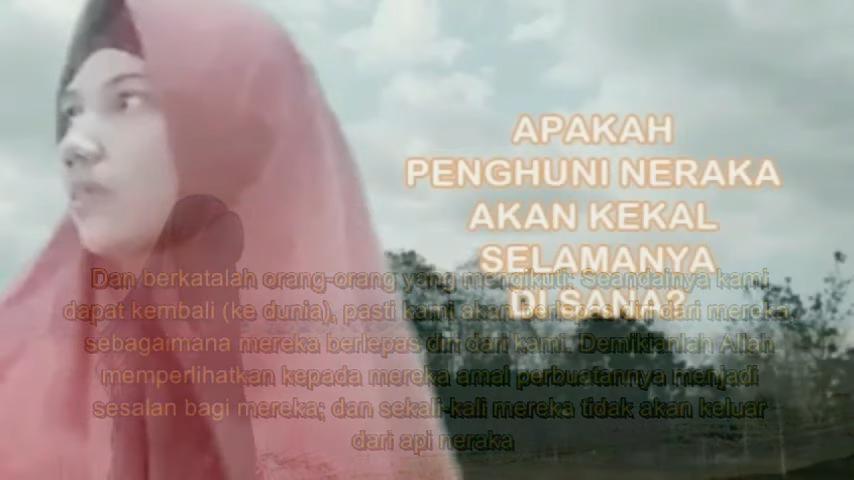 APAKAH
PENGHUNI NERAKA
AKAN KEKAL
SELAMANYA
DI SANA?
Dan berkatalah orang-orang yang mengikuti: Seandainya kami
dapat kembali (ke dunia), pasti kami akan dari mereka
sebagaimana mereka berlepas diri dari kami. Demikianlah Allah
memperlihatkan kepada mereka amal perbuatannya menjadi
sesalan bagi mereka; dan sekali-kali mereka tidak akan keluar
dari api neraka